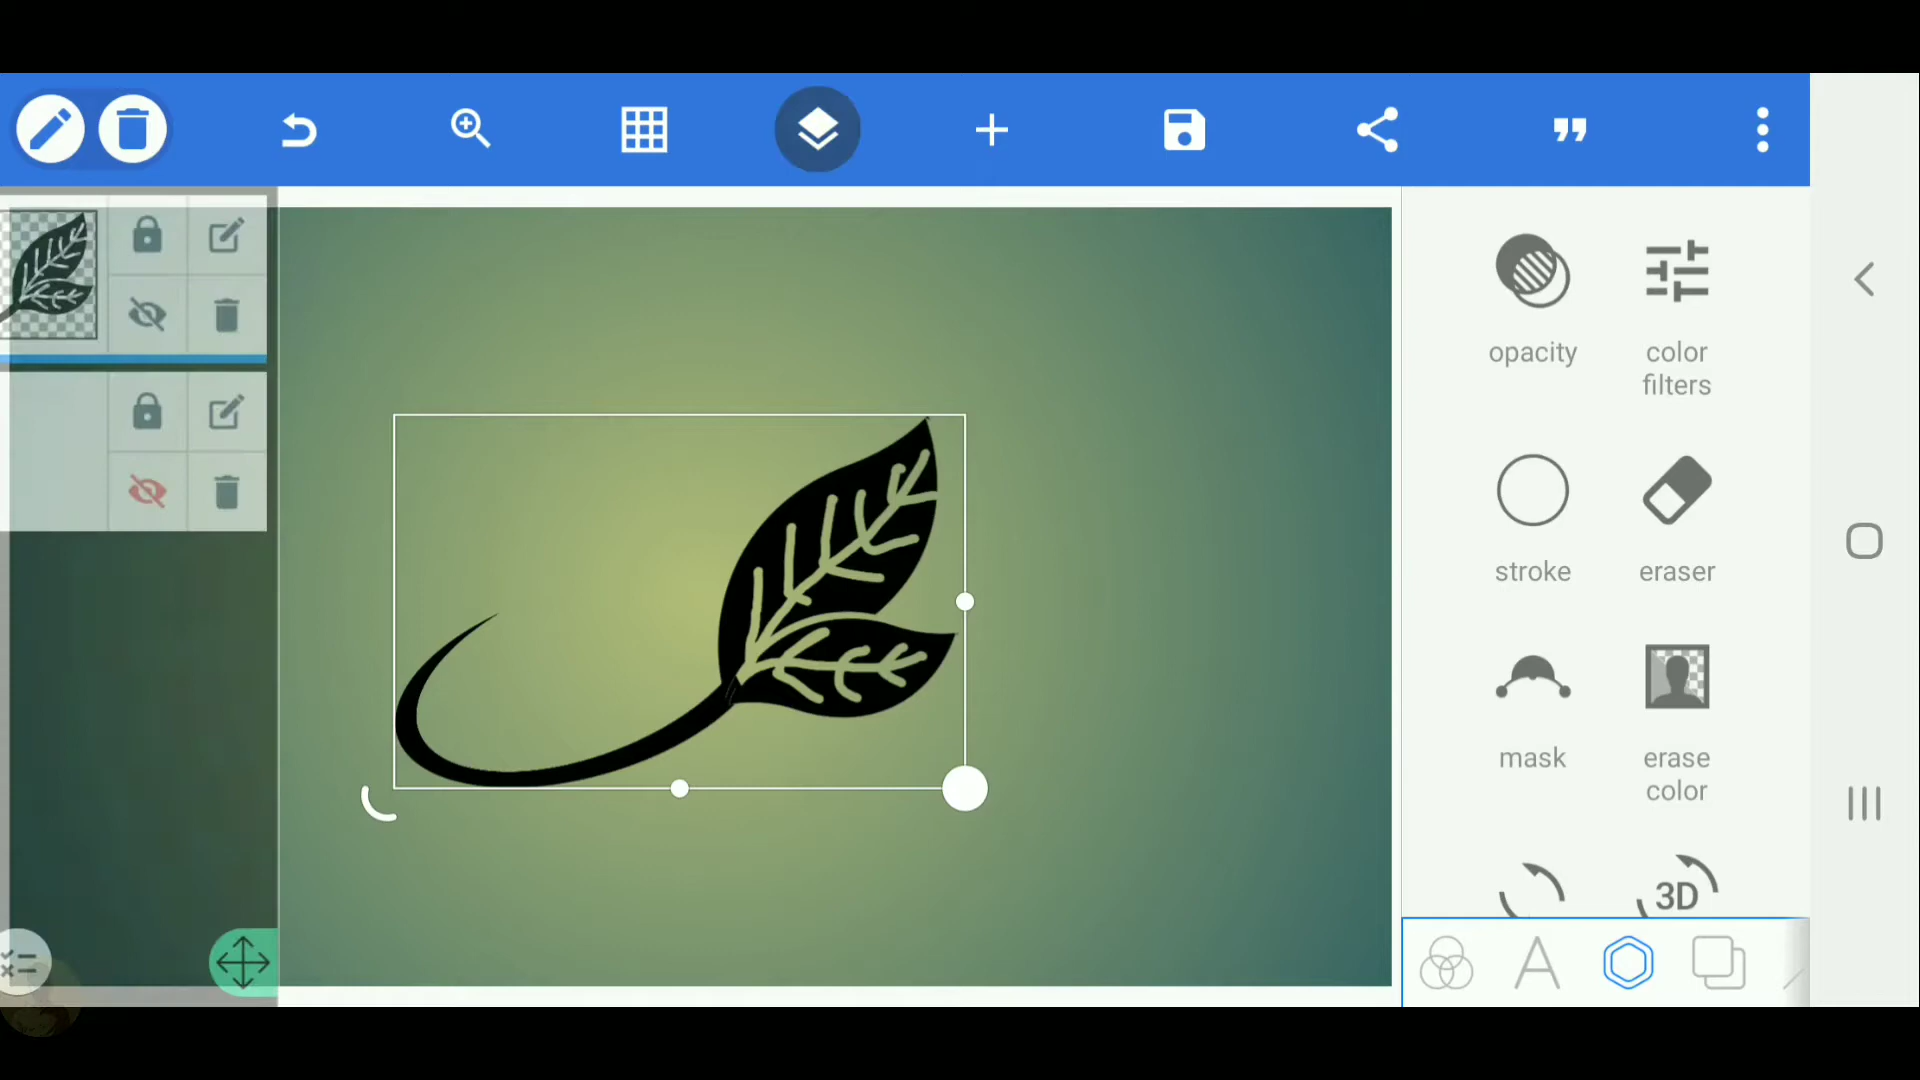 opacity
color
filters
stroke
eraser
mask
erase
color
3D
A